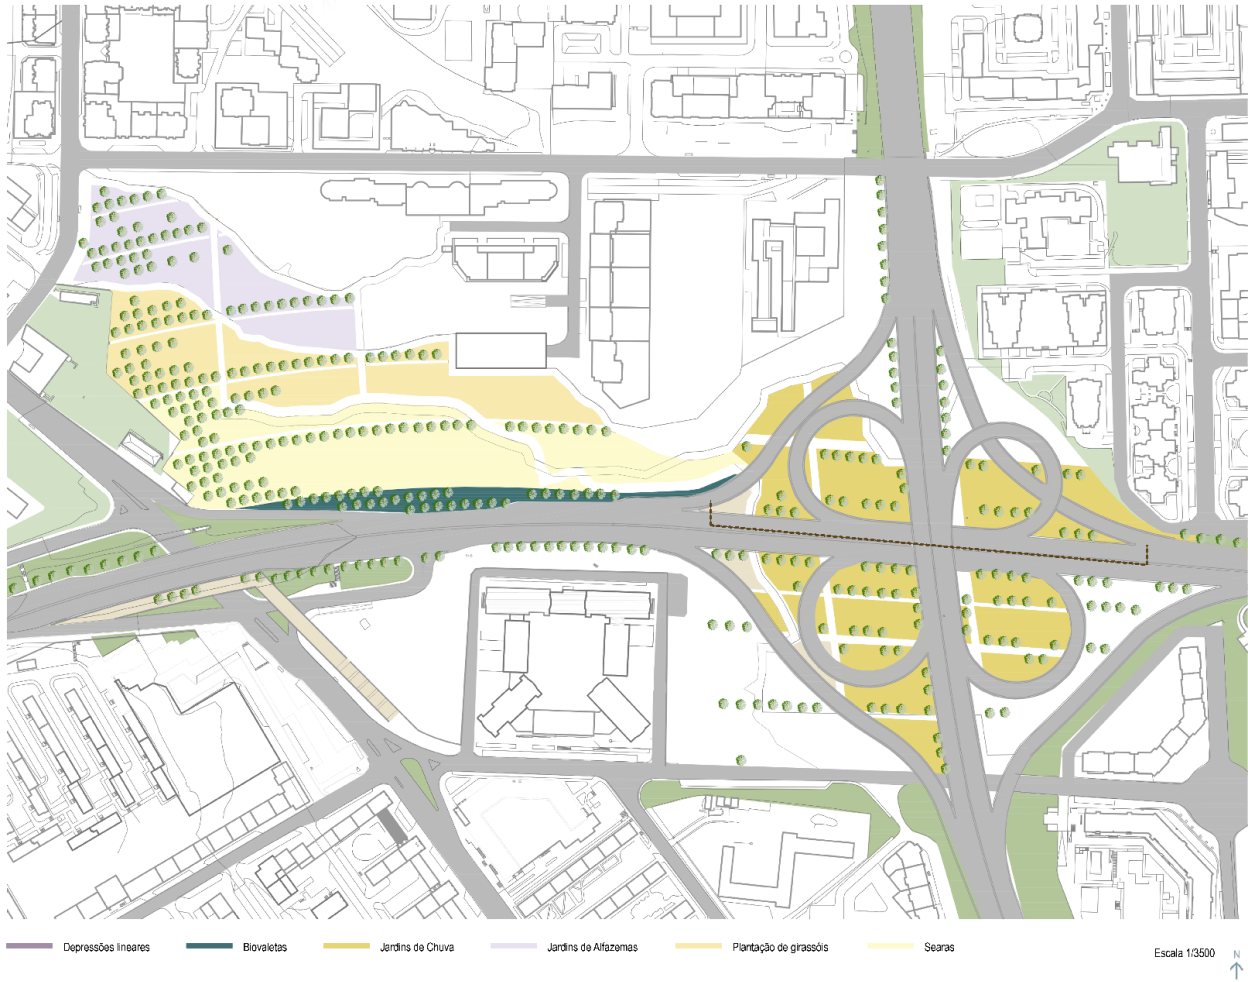 Depressões lineares
Biovaletas
Jardins de Chuva
Jardins de Alfazemas
Plantação de girassóis
Searas
Escala 1/3500
N